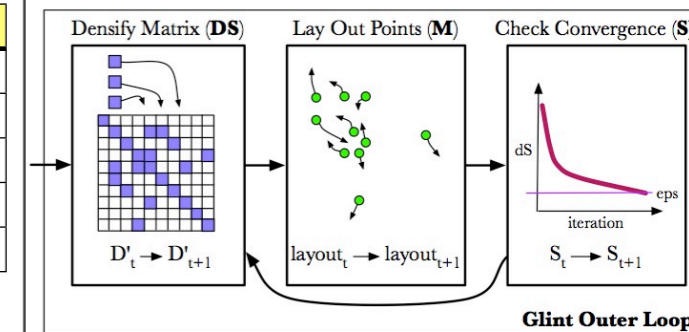 Densify Matrix (DS)
Lay Out Points (M)
Check Convergence (S
dS
eps
iteration
D't → D't+1
layoutt → layoutt+1
St → St+1
Glint Outer Loop